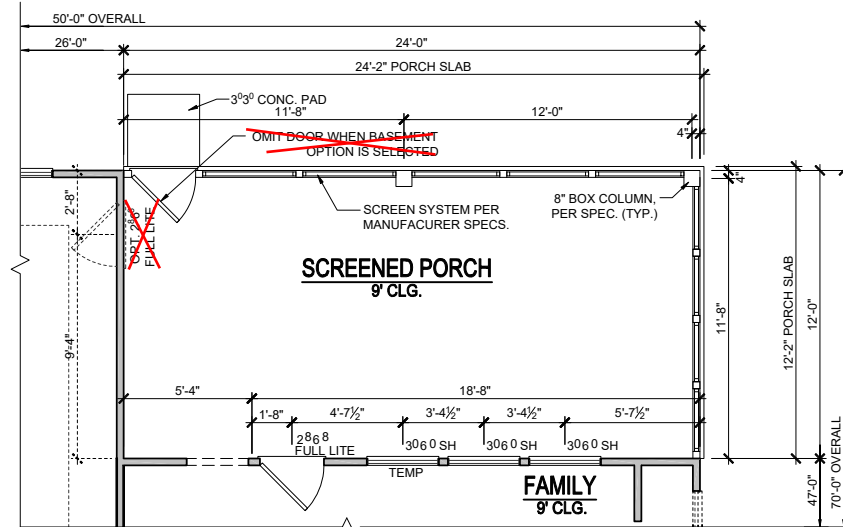 50'-0" OVERALL
26'-0"
24'-0"
24'-2" PORCH SLAB
3⁰3⁰ CONC. PAD
11'-8"
12'-0"
OMIT DOOR WHEN BASEMENT
OPTION IS SELECTED
4"
4"
2'-8"
OPT. 2⁸6⁸
FULL LITE
SCREEN SYSTEM PER
MANUFACURER SPECS.
8" BOX COLUMN,
PER SPEC. (TYP.)
SCREENED PORCH
9' CLG.
11'-8"
12'-2" PORCH SLAB
12'-0"
9'-4"
5'-4"
18'-8"
1'-8"
4'-7½"
3'-4½"
3'-4½"
5'-7½"
2⁸6⁸
FULL LITE
3⁰6⁰ SH
3⁰6⁰ SH
3⁰6⁰ SH
TEMP
FAMILY
9' CLG.
47'-0"
70'-0" OVERALL